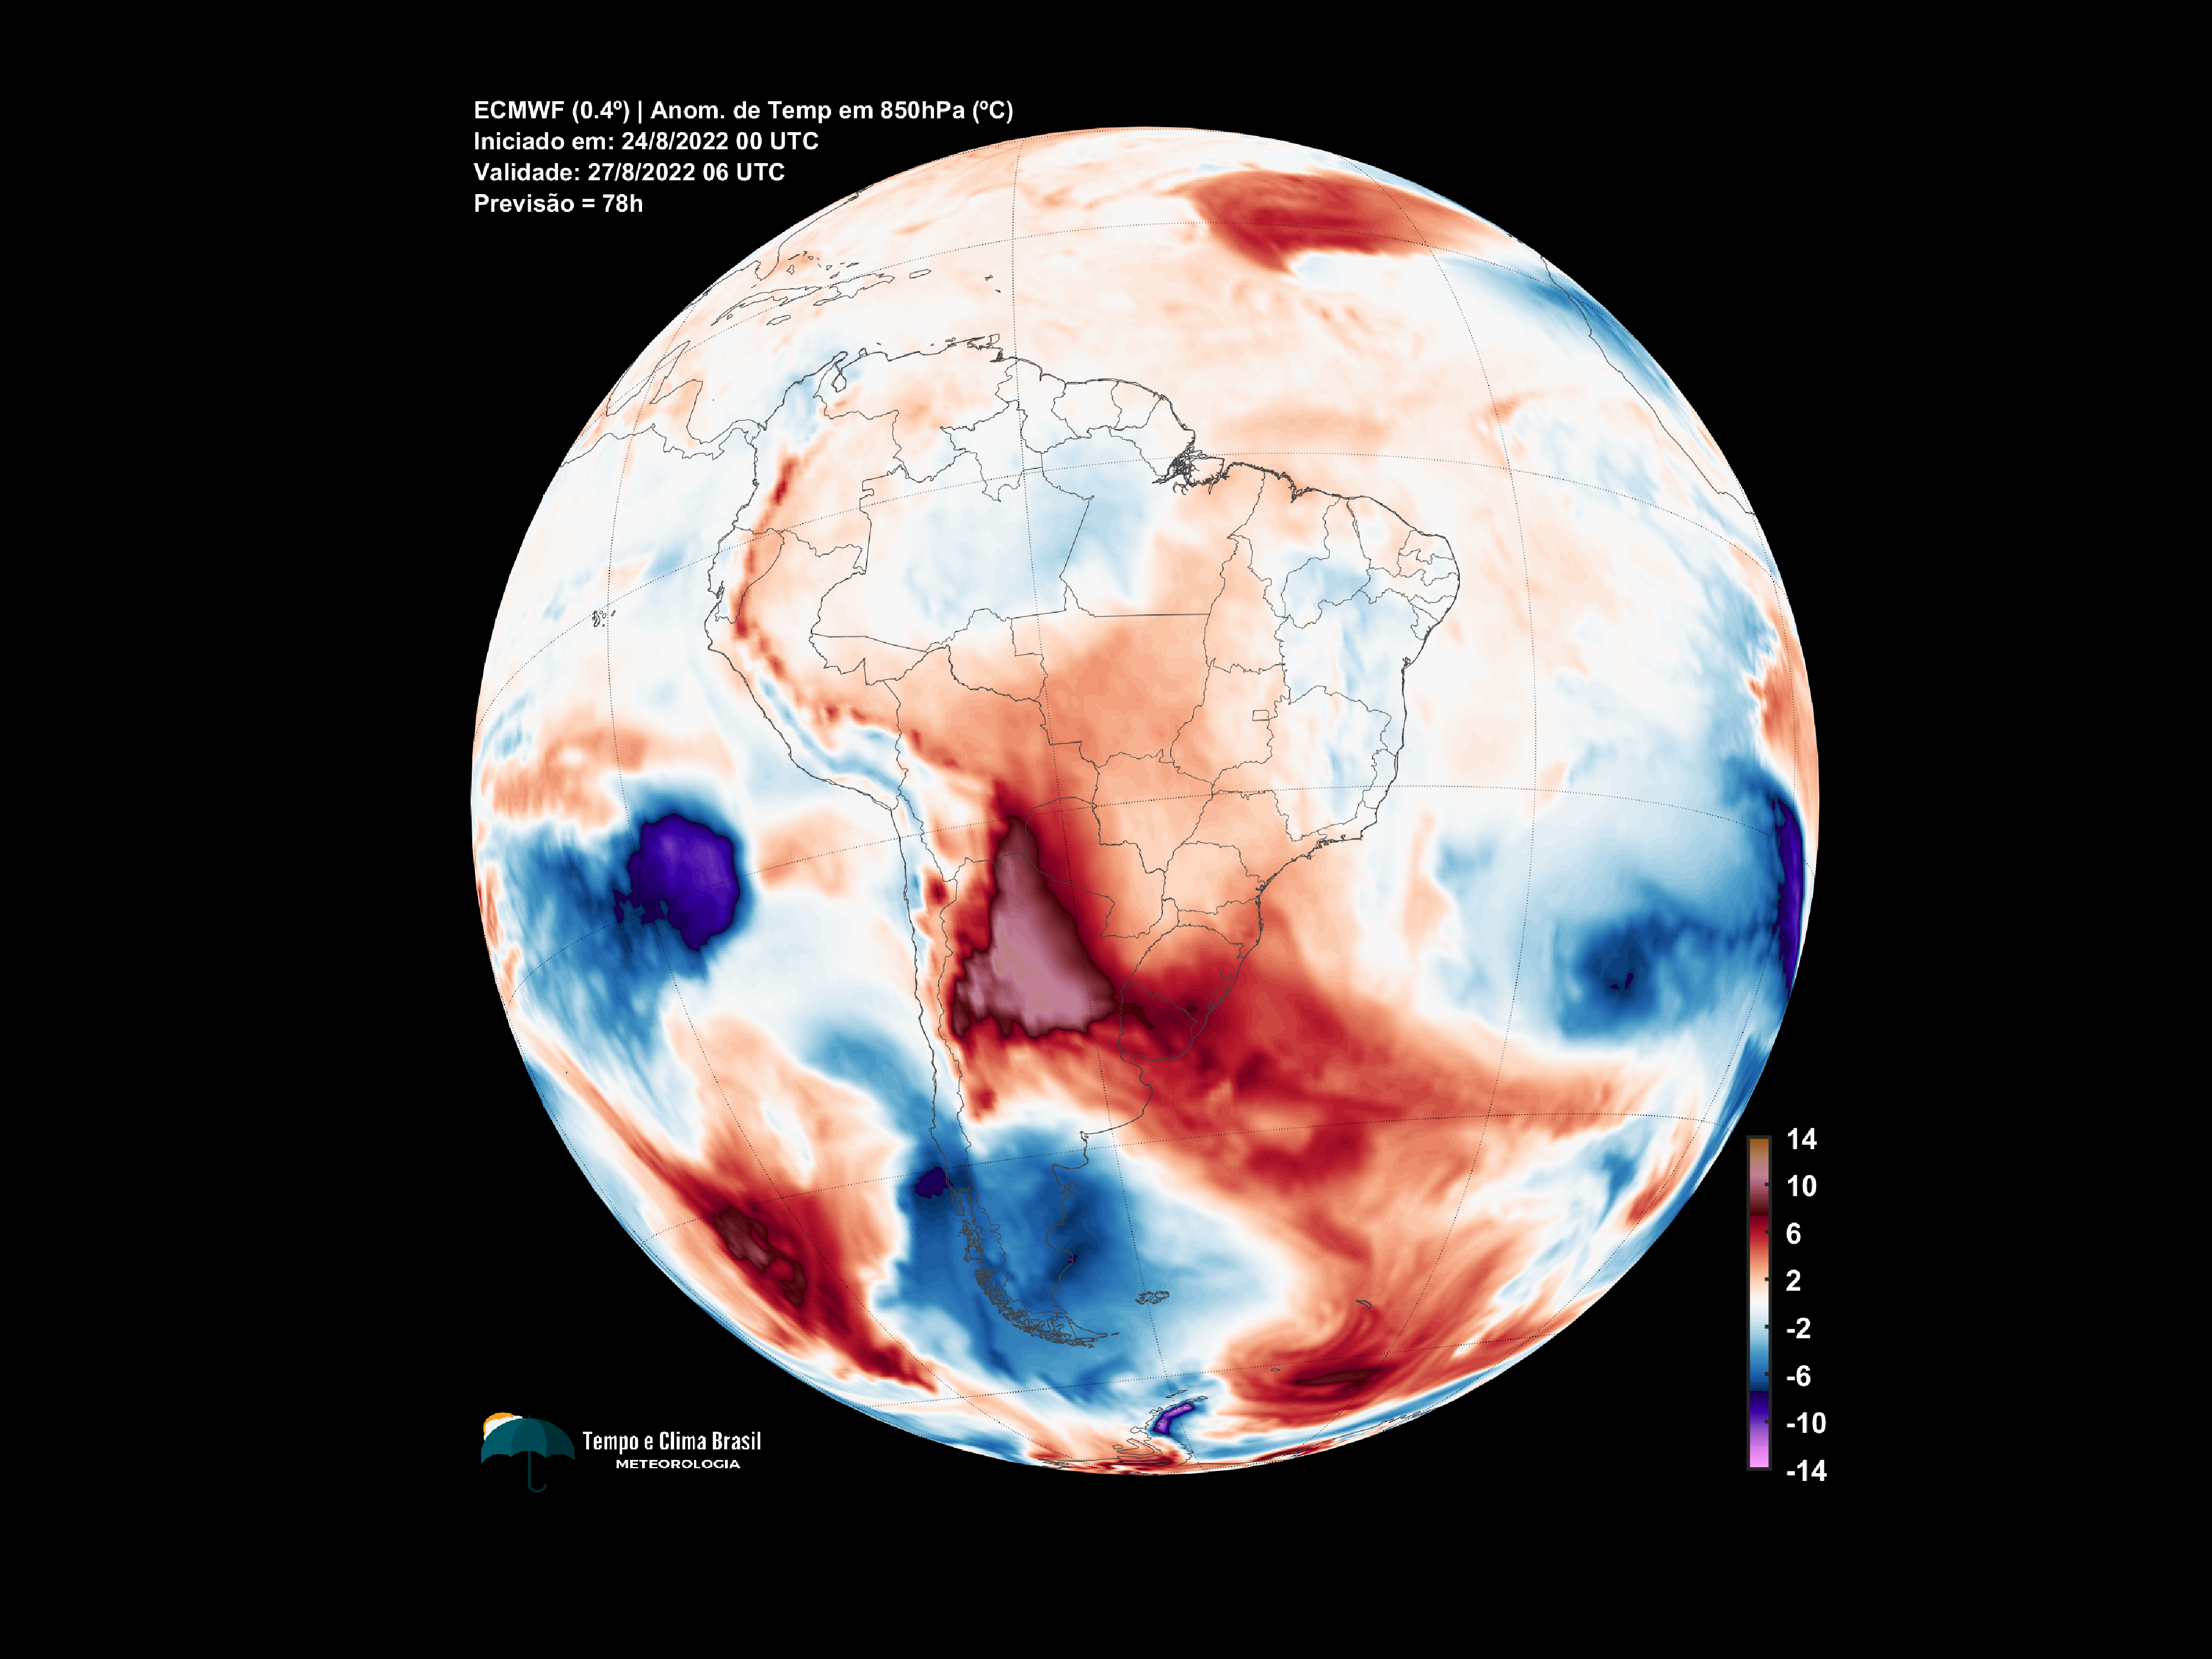 ECMWF (0.4º) | Anom. de Temp em 850hPa (ºC)
Iniciado em: 24/8/2022 00 UTC
Validade: 27/8/2022 06 UTC
Previsão = 78h
14
10
6
2
-2
-6
-10
-14
Tempo e Clima Brasil
METEOROLOGIA